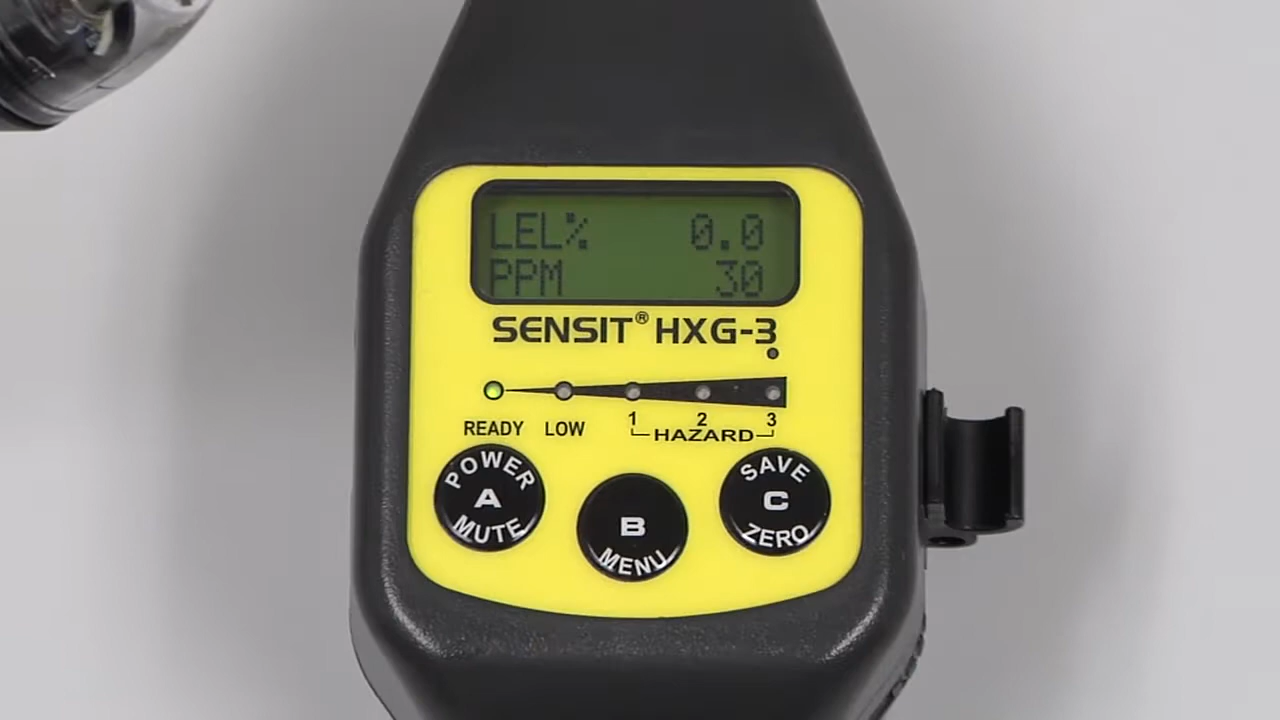 LEL% 0.0
PPM 30
SENSIT® HXG-3
1 2 3
READY LOW HAZARD
POWER A MUTE
B MENU
SAVE C ZERO